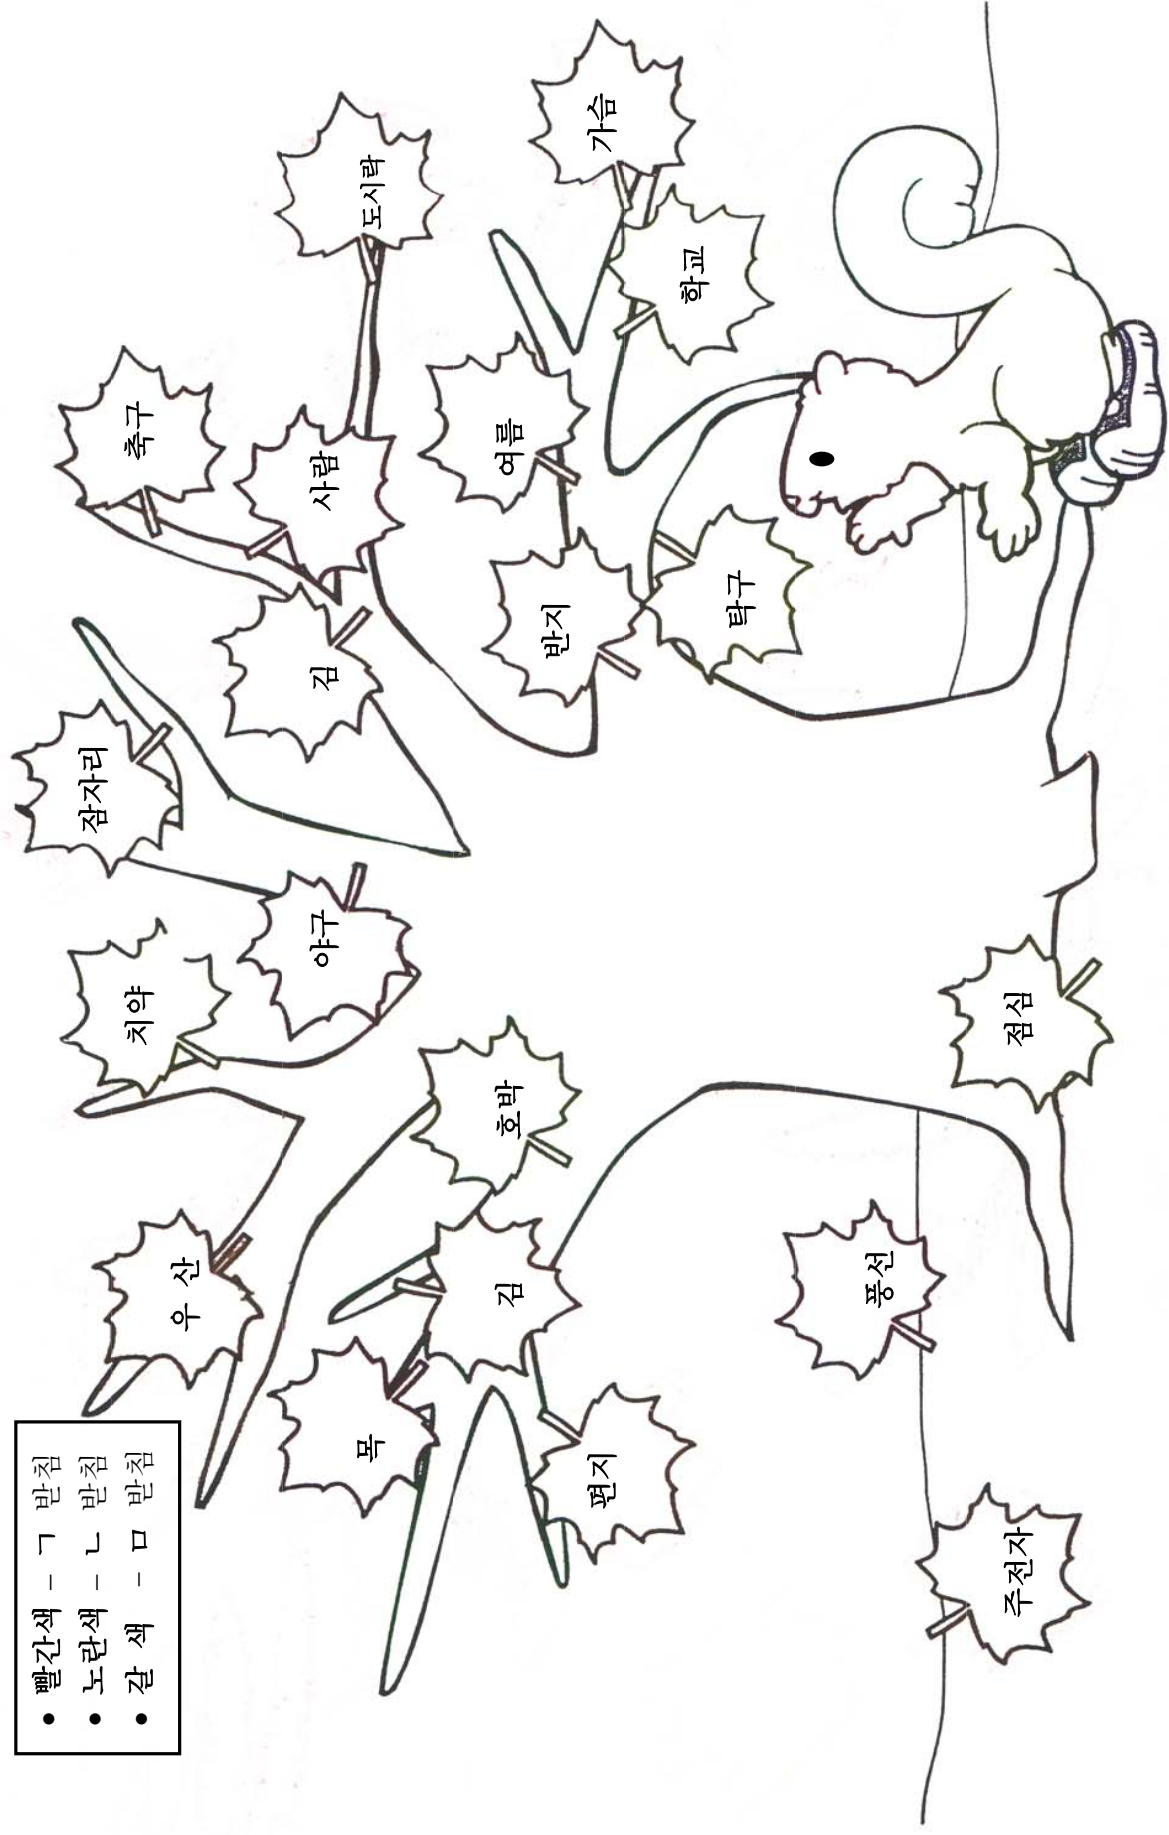 • 빨간색 - ㄱ 받침
• 노란색 - ㄴ 받침
• 갈 색 - ㅁ 받침
잠자리
치약
축구
우 산
야구
김
사람
목
도시락
김
호박
여름
반지
편지
가슴
학교
탁구
풍선
주전자
점심